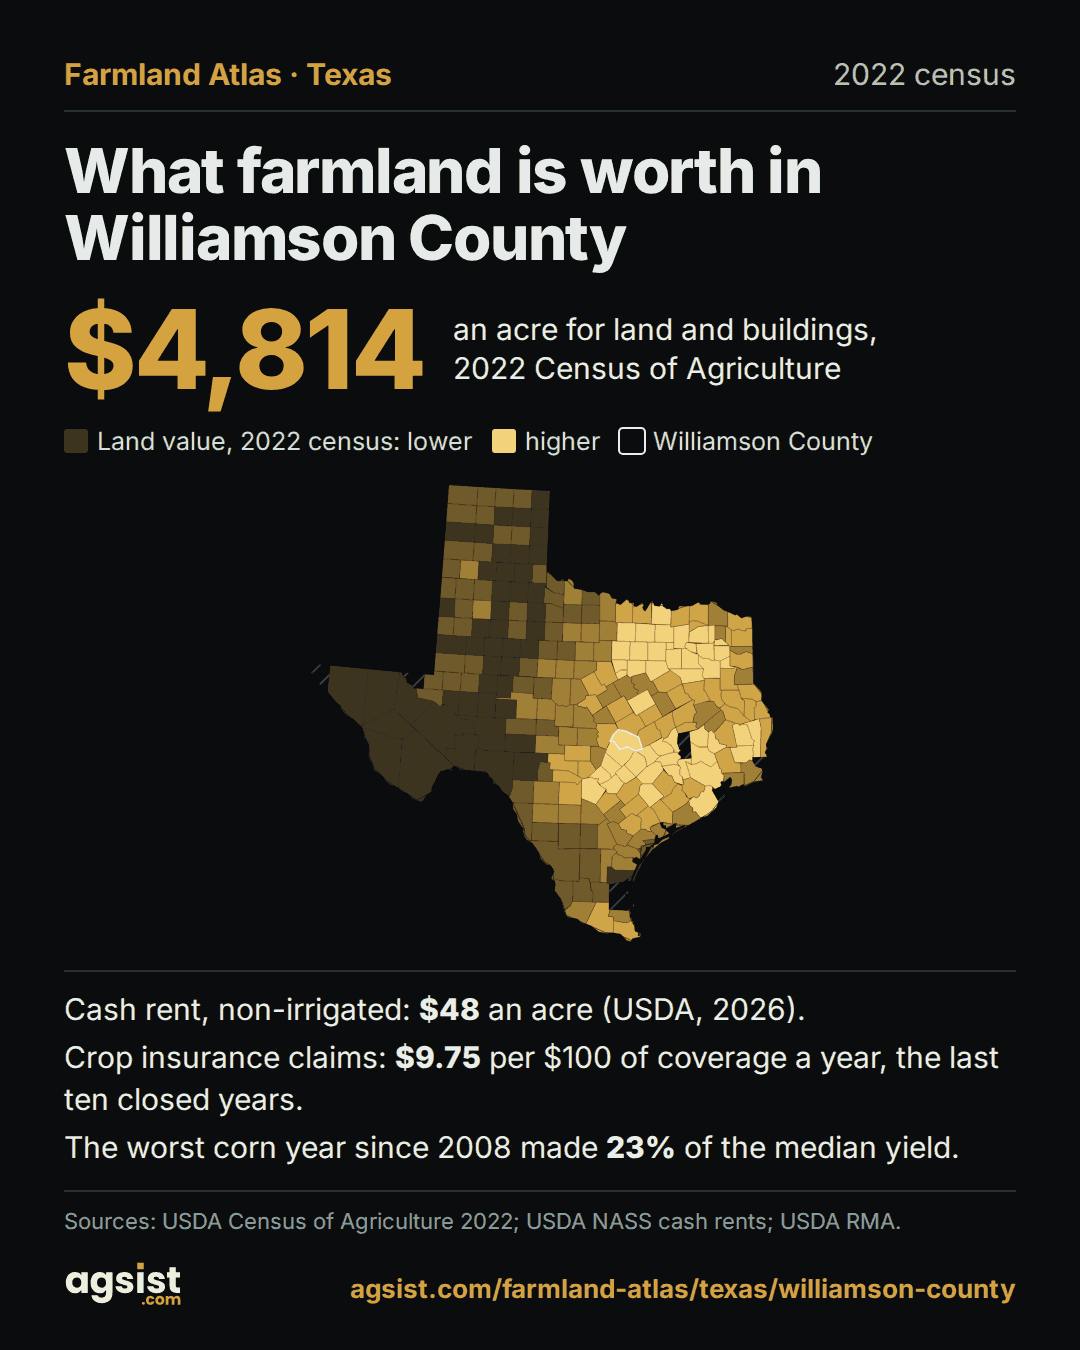 Farmland Atlas · Texas
2022 census
What farmland is worth in
Williamson County
$4,814
an acre for land and buildings,
2022 Census of Agriculture
Land value, 2022 census: lower
higher
Williamson County
Cash rent, non-irrigated: $48 an acre (USDA, 2026).
Crop insurance claims: $9.75 per $100 of coverage a year, the last
ten closed years.
The worst corn year since 2008 made 23% of the median yield.
Sources: USDA Census of Agriculture 2022; USDA NASS cash rents; USDA RMA.
agsist
.com
agsist.com/farmland-atlas/texas/williamson-county